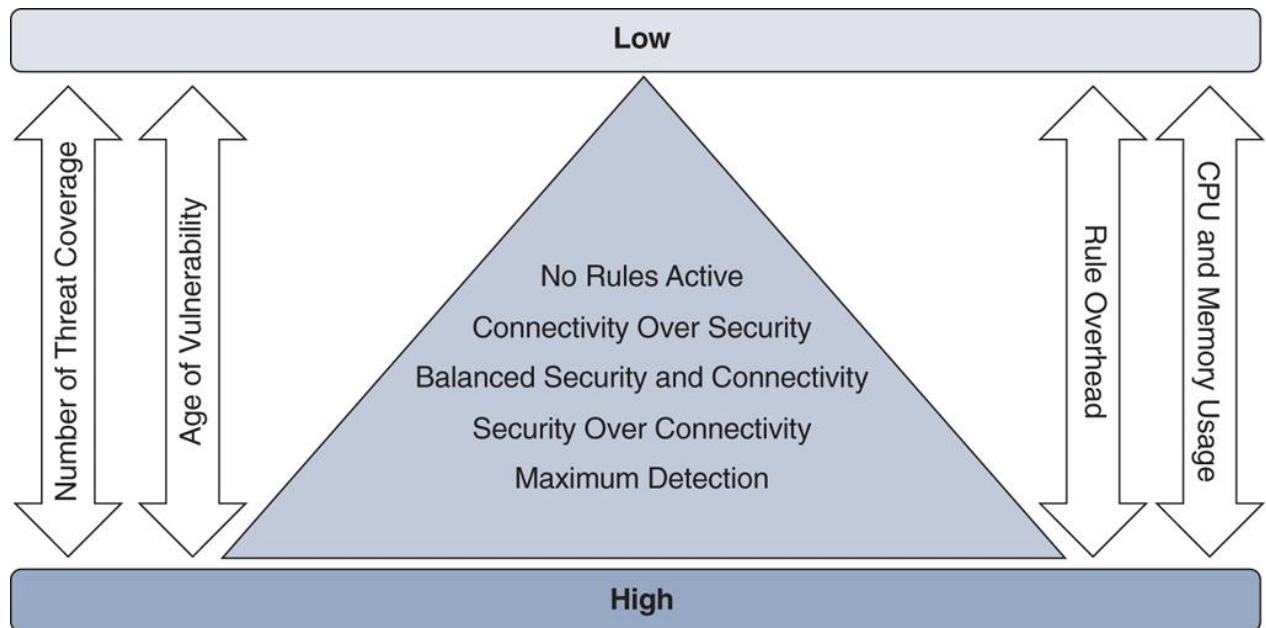 Low
Number of Threat Coverage
Age of Vulnerability
No Rules Active
Connectivity Over Security
Balanced Security and Connectivity
Security Over Connectivity
Maximum Detection
Rule Overhead
CPU and Memory Usage
High